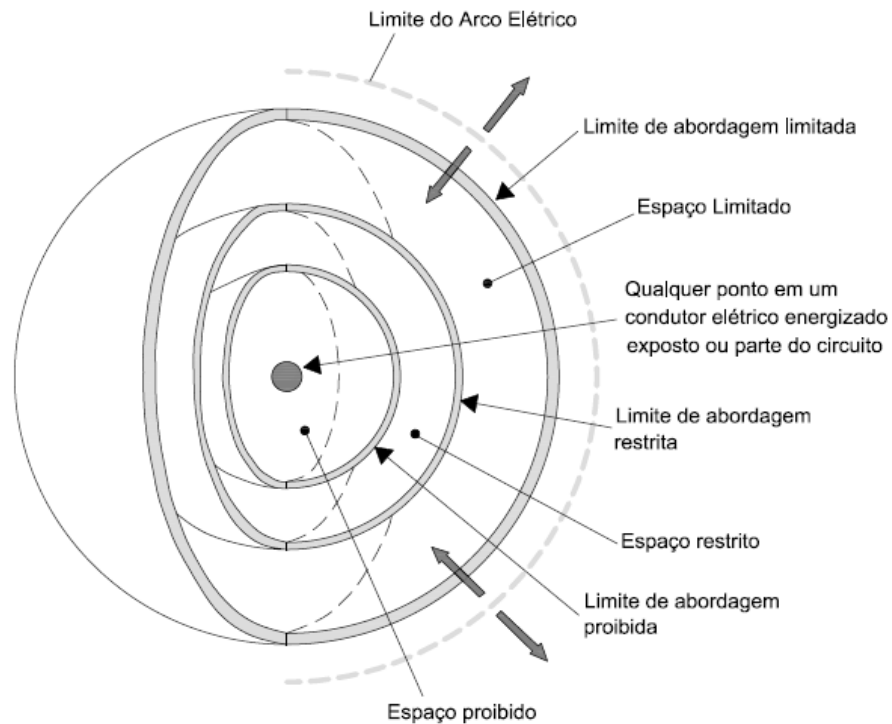 Limite do Arco Elétrico
Limite de abordagem limitada
Espaço Limitado
Qualquer ponto em um
condutor elétrico energizado
exposto ou parte do circuito
Limite de abordagem
restrita
Espaço restrito
Limite de abordagem
proibida
Espaço proibido